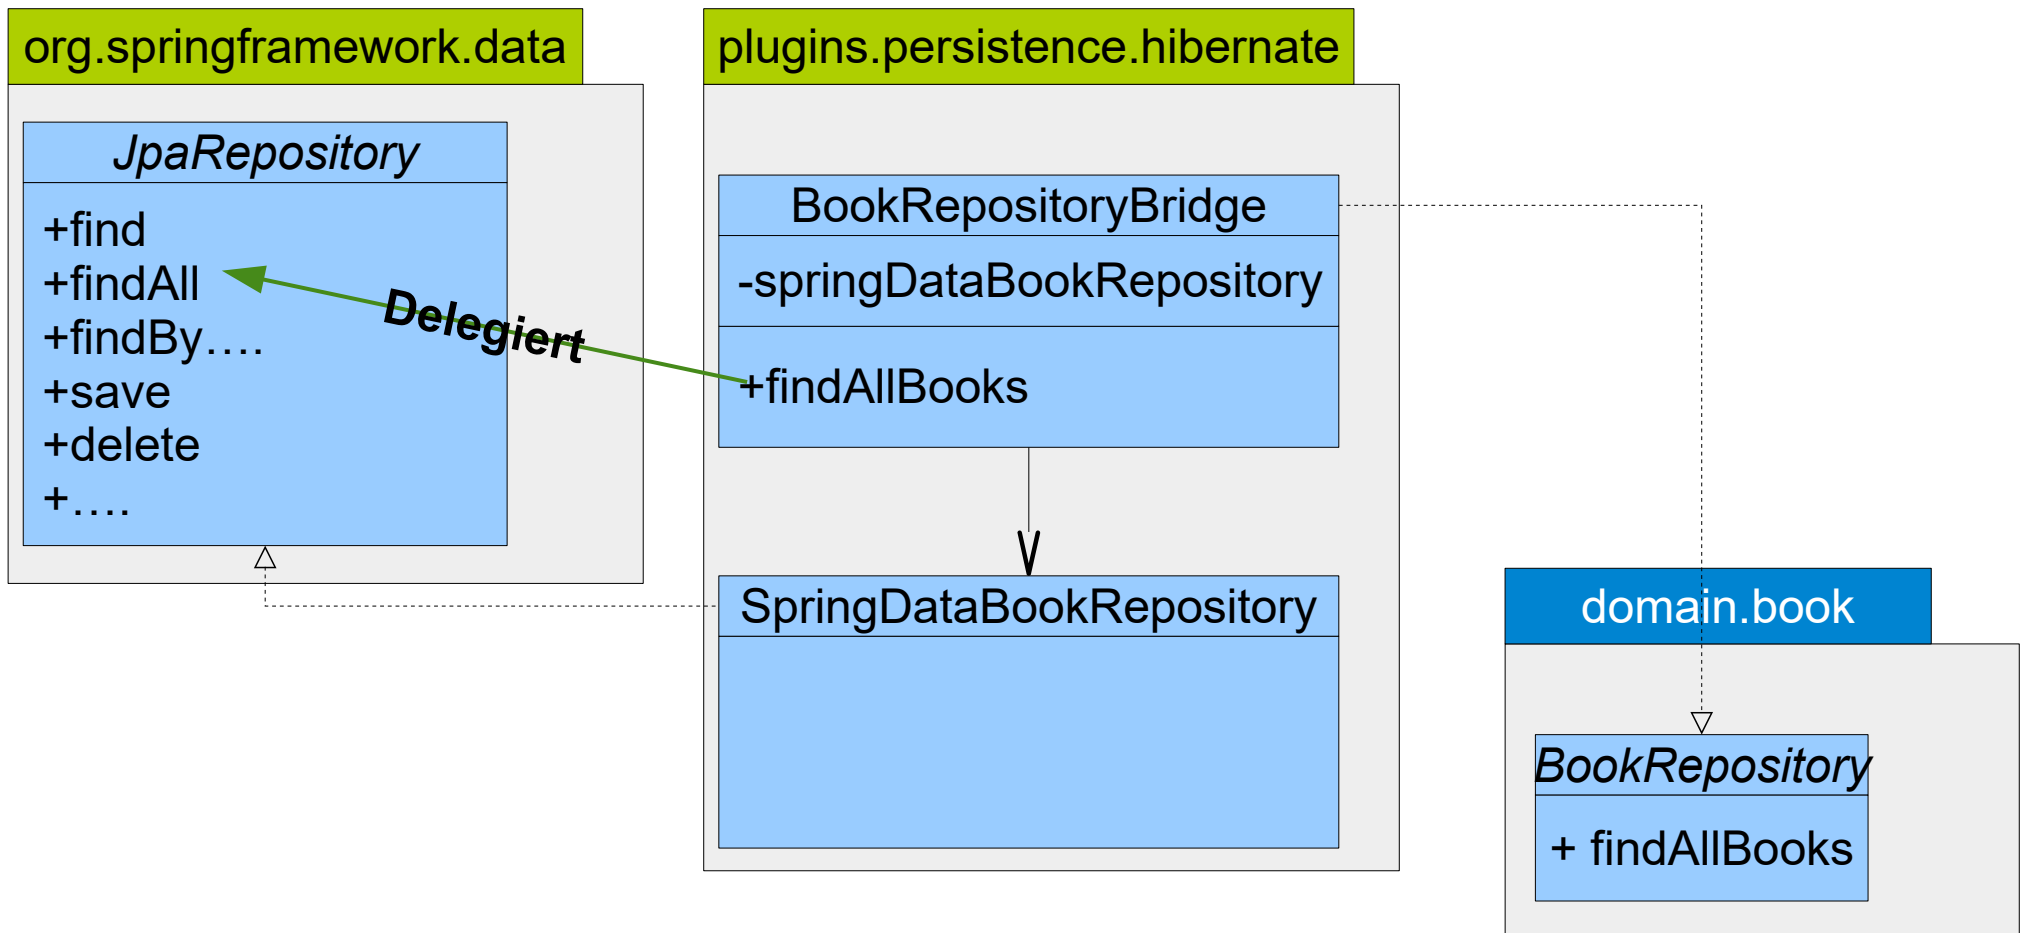 org.springframework.data
JpaRepository
+find
+findAll
+findBy….
+save
+delete
+….
Delegiert
plugins.persistence.hibernate
BookRepositoryBridge
-springDataBookRepository
+findAllBooks
SpringDataBookRepository
domain.book
BookRepository
+ findAllBooks